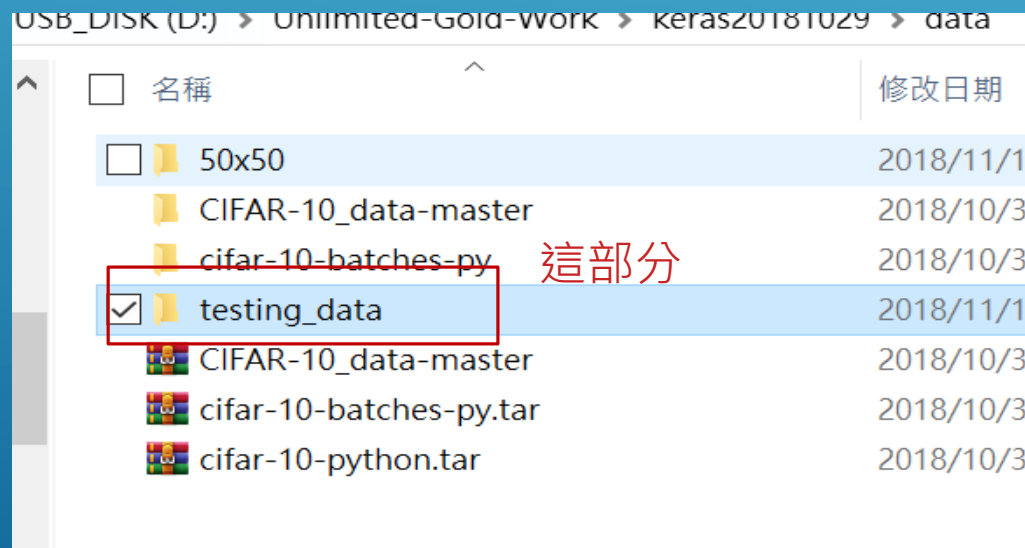 USB_DISK (D:) > Unlimited-Gold-Work > keras20181029 > data
名稱 修改日期
50x50 2018/11/1
CIFAR-10_data-master 2018/10/3
cifar-10-batches-py 2018/10/3
這部分
testing_data 2018/11/1
CIFAR-10_data-master 2018/10/3
cifar-10-batches-py.tar 2018/10/3
cifar-10-python.tar 2018/10/3